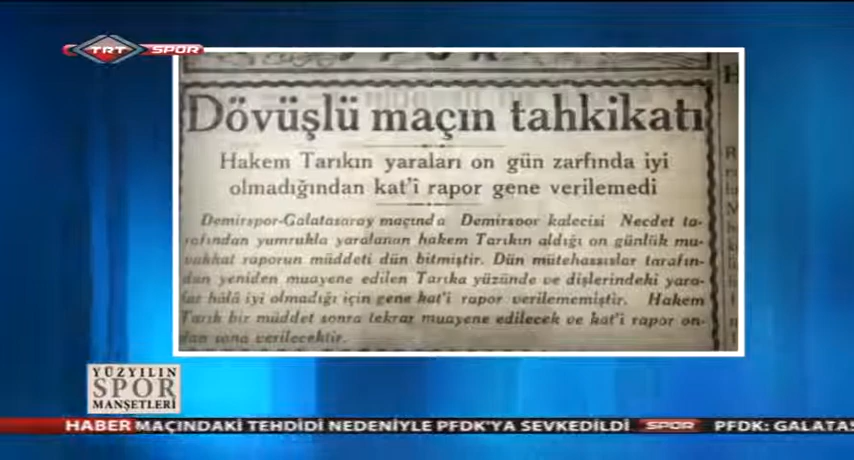 TRT SPOR
Dövüşlü maçın tahkikatı
Hakem Tarıkın yaraları on gün zarfında iyi
olmadığından kat'i rapor gene verilemedi
Demirspor-Galatasaray maçında Demirspor kalecisi Necdet ta-
rafından yumrukla yaralanan hakem Tarıkın aldığı on günlük mu-
vakkat raporun müddeti dün bitmiştir. Dün mütehassıslar tarafın-
dan yeniden muayene edilen Tarıka yüzünde ve dişlerindeki yara-
lar hâlâ iyi olmadığı için gene kat'i rapor verilememiştir. Hakem
Tarık bir müddet sonra tekrar muayene edilecek ve kat'i rapor on-
dan sona verilecektir.
YÜZYILIN
SPOR
MANŞETLERİ
HABER MAÇINDAKİ TEHDİDİ NEDENİYLE PFDK'YA SEVKEDİLDİ SPOR PFDK: GALATAS